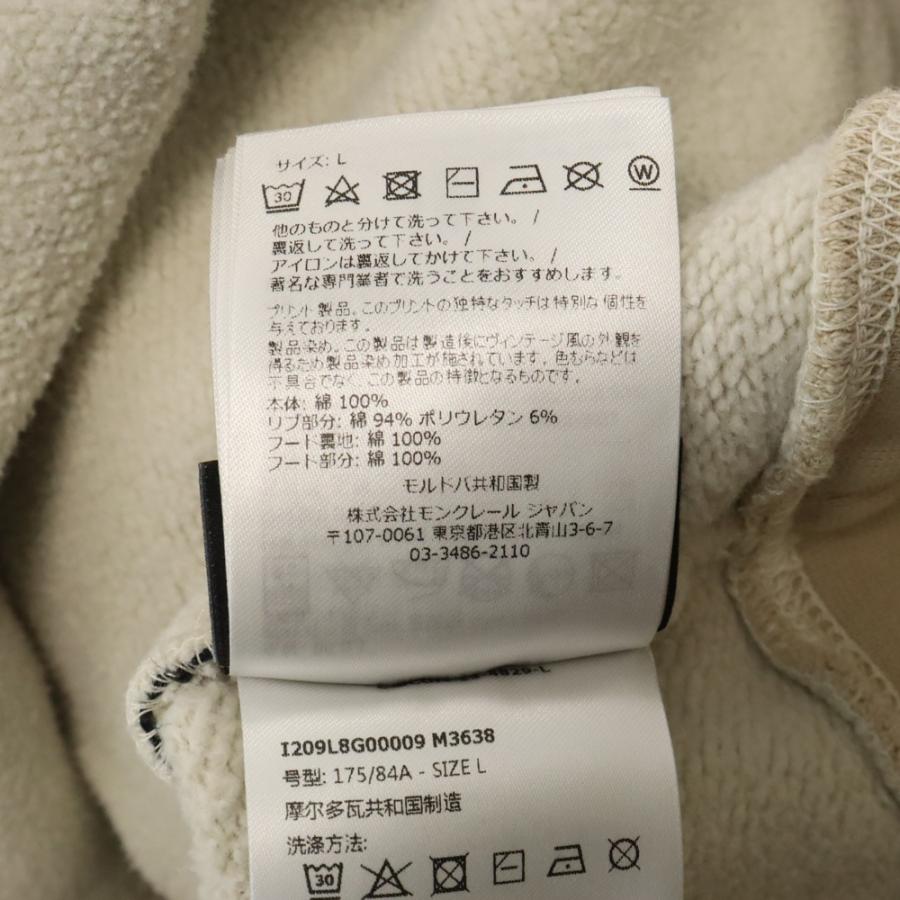 サイズ: L
30 W
他のものと分けて洗って下さい。 /
裏返して洗って下さい。 /
アイロンは裏返してかけて下さい。 /
著名な専門業者で洗うことをおすすめします。
プリント製品。このプリントの独特なタッチは特別な個性を
与えております。
製品染め。この製品は製造後にヴィンテージ風の外観を
得るため製品染め加工が施されています。色むらなどは
不具合でなく、この製品の特徴となるものです。
本体: 綿 100%
リブ部分: 綿 94% ポリウレタン 6%
フード裏地: 綿 100%
フード部分: 綿 100%
モルドバ共和国製
株式会社モンクレール ジャパン
〒107-0061 東京都港区北青山3-6-7
03-3486-2110
I209L8G00009 M3638
号型: 175/84A - SIZE L
摩尔多瓦共和国制造
洗涤方法:
30